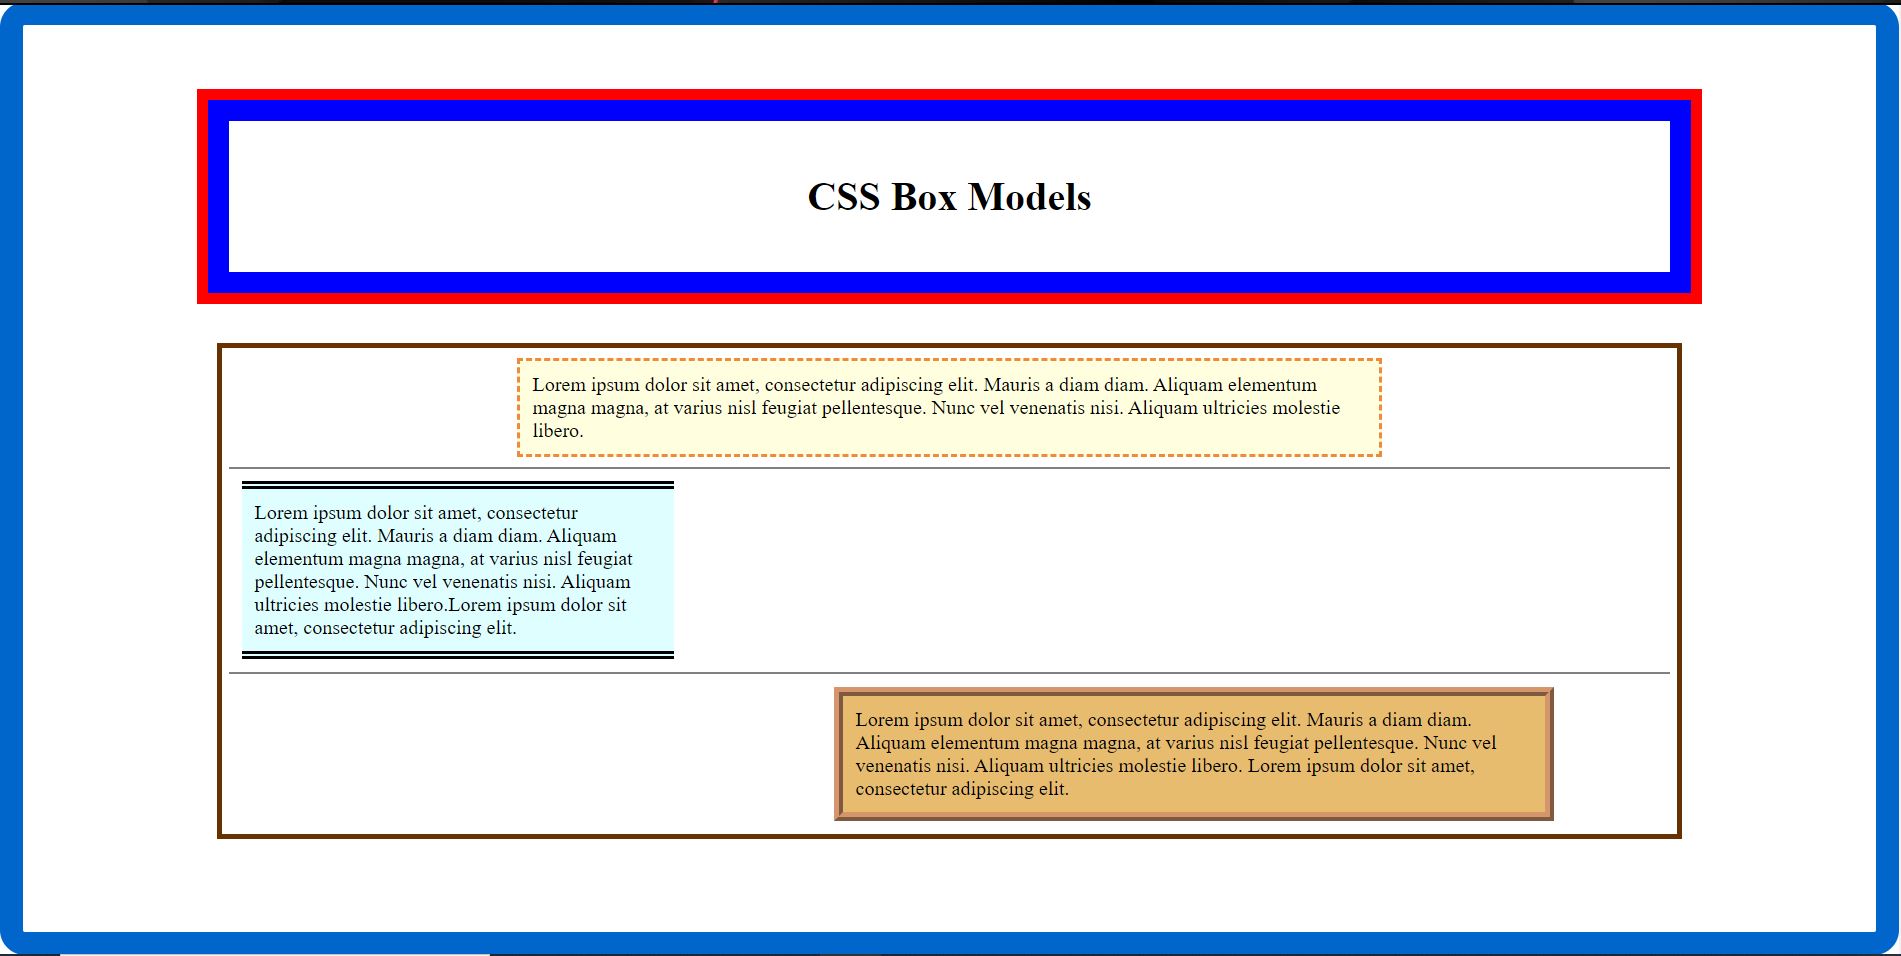 CSS Box Models
Lorem ipsum dolor sit amet, consectetur adipiscing elit. Mauris a diam diam. Aliquam elementum
magna magna, at varius nisl feugiat pellentesque. Nunc vel venenatis nisi. Aliquam ultricies molestie
libero.
Lorem ipsum dolor sit amet, consectetur
adipiscing elit. Mauris a diam diam. Aliquam
elementum magna magna, at varius nisl feugiat
pellentesque. Nunc vel venenatis nisi. Aliquam
ultricies molestie libero.Lorem ipsum dolor sit
amet, consectetur adipiscing elit.
Lorem ipsum dolor sit amet, consectetur adipiscing elit. Mauris a diam diam.
Aliquam elementum magna magna, at varius nisl feugiat pellentesque. Nunc vel
venenatis nisi. Aliquam ultricies molestie libero. Lorem ipsum dolor sit amet,
consectetur adipiscing elit.